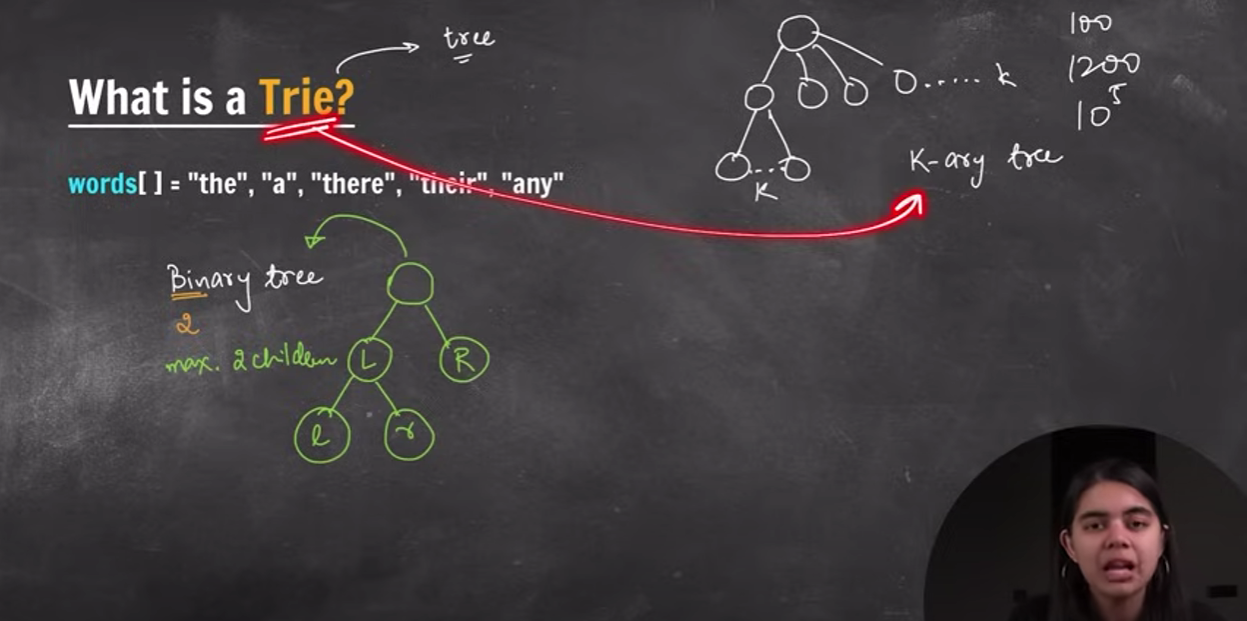 tree
What is a Trie?
words[ ] = "the", "a", "there", "their", "any"
Binary tree
2
max. 2 children
L
R
l
r
k
K
K-ary tree
100
1200
10^5